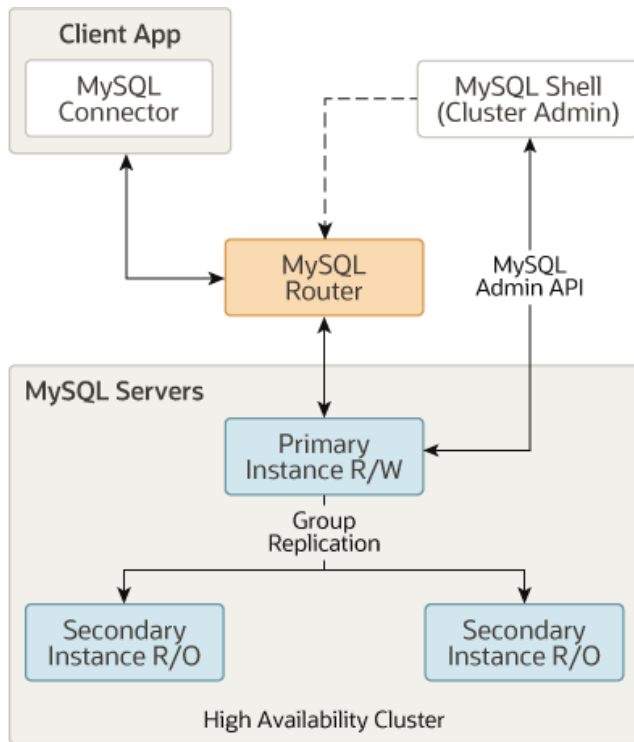 Client App
MySQL
Connector
MySQL Shell
(Cluster Admin)
MySQL
Router
MySQL
Admin API
MySQL Servers
Primary
Instance R/W
Group
Replication
Secondary
Instance R/O
Secondary
Instance R/O
High Availability Cluster